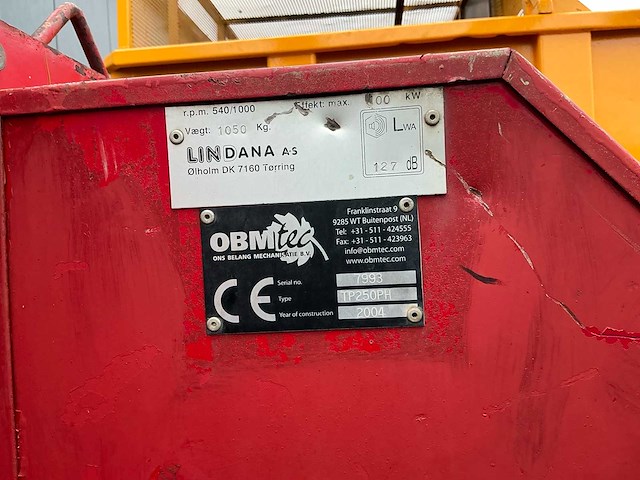 r.p.m. 540/1000 Effekt: max. 100 kW
Vægt: 1050 Kg.
LWA
127 dB
LINDANA A·S
Ølholm DK 7160 Tørring
Franklinstraat 9
9285 WT Buitenpost (NL)
Tel: +31 - 511 - 424555
Fax: +31 - 511 - 423963
info@obmtec.com
www.obmtec.com
OBMtec
ONS BELANG MECHANISATIE B.V.
CE
Serial no. 7993
Type TP250PH
Year of construction 2004